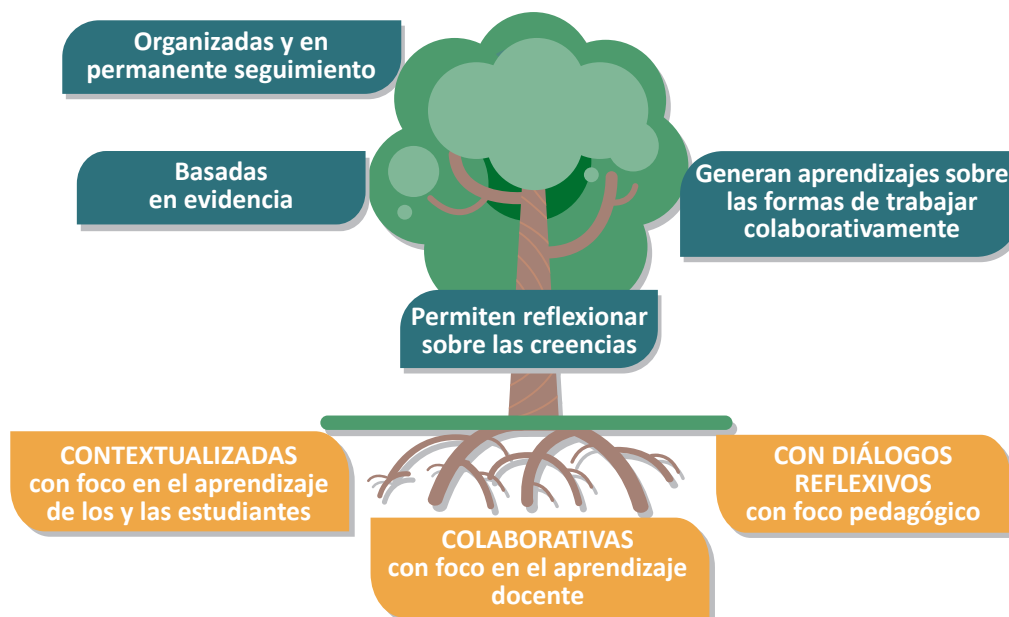 Organizadas y en
permanente seguimiento
Basadas
en evidencia
Generan aprendizajes sobre
las formas de trabajar
colaborativamente
Permiten reflexionar
sobre las creencias
CONTEXTUALIZADAS
con foco en el aprendizaje
de los y las estudiantes
COLABORATIVAS
con foco en el aprendizaje
docente
CON DIÁLOGOS
REFLEXIVOS
con foco pedagógico